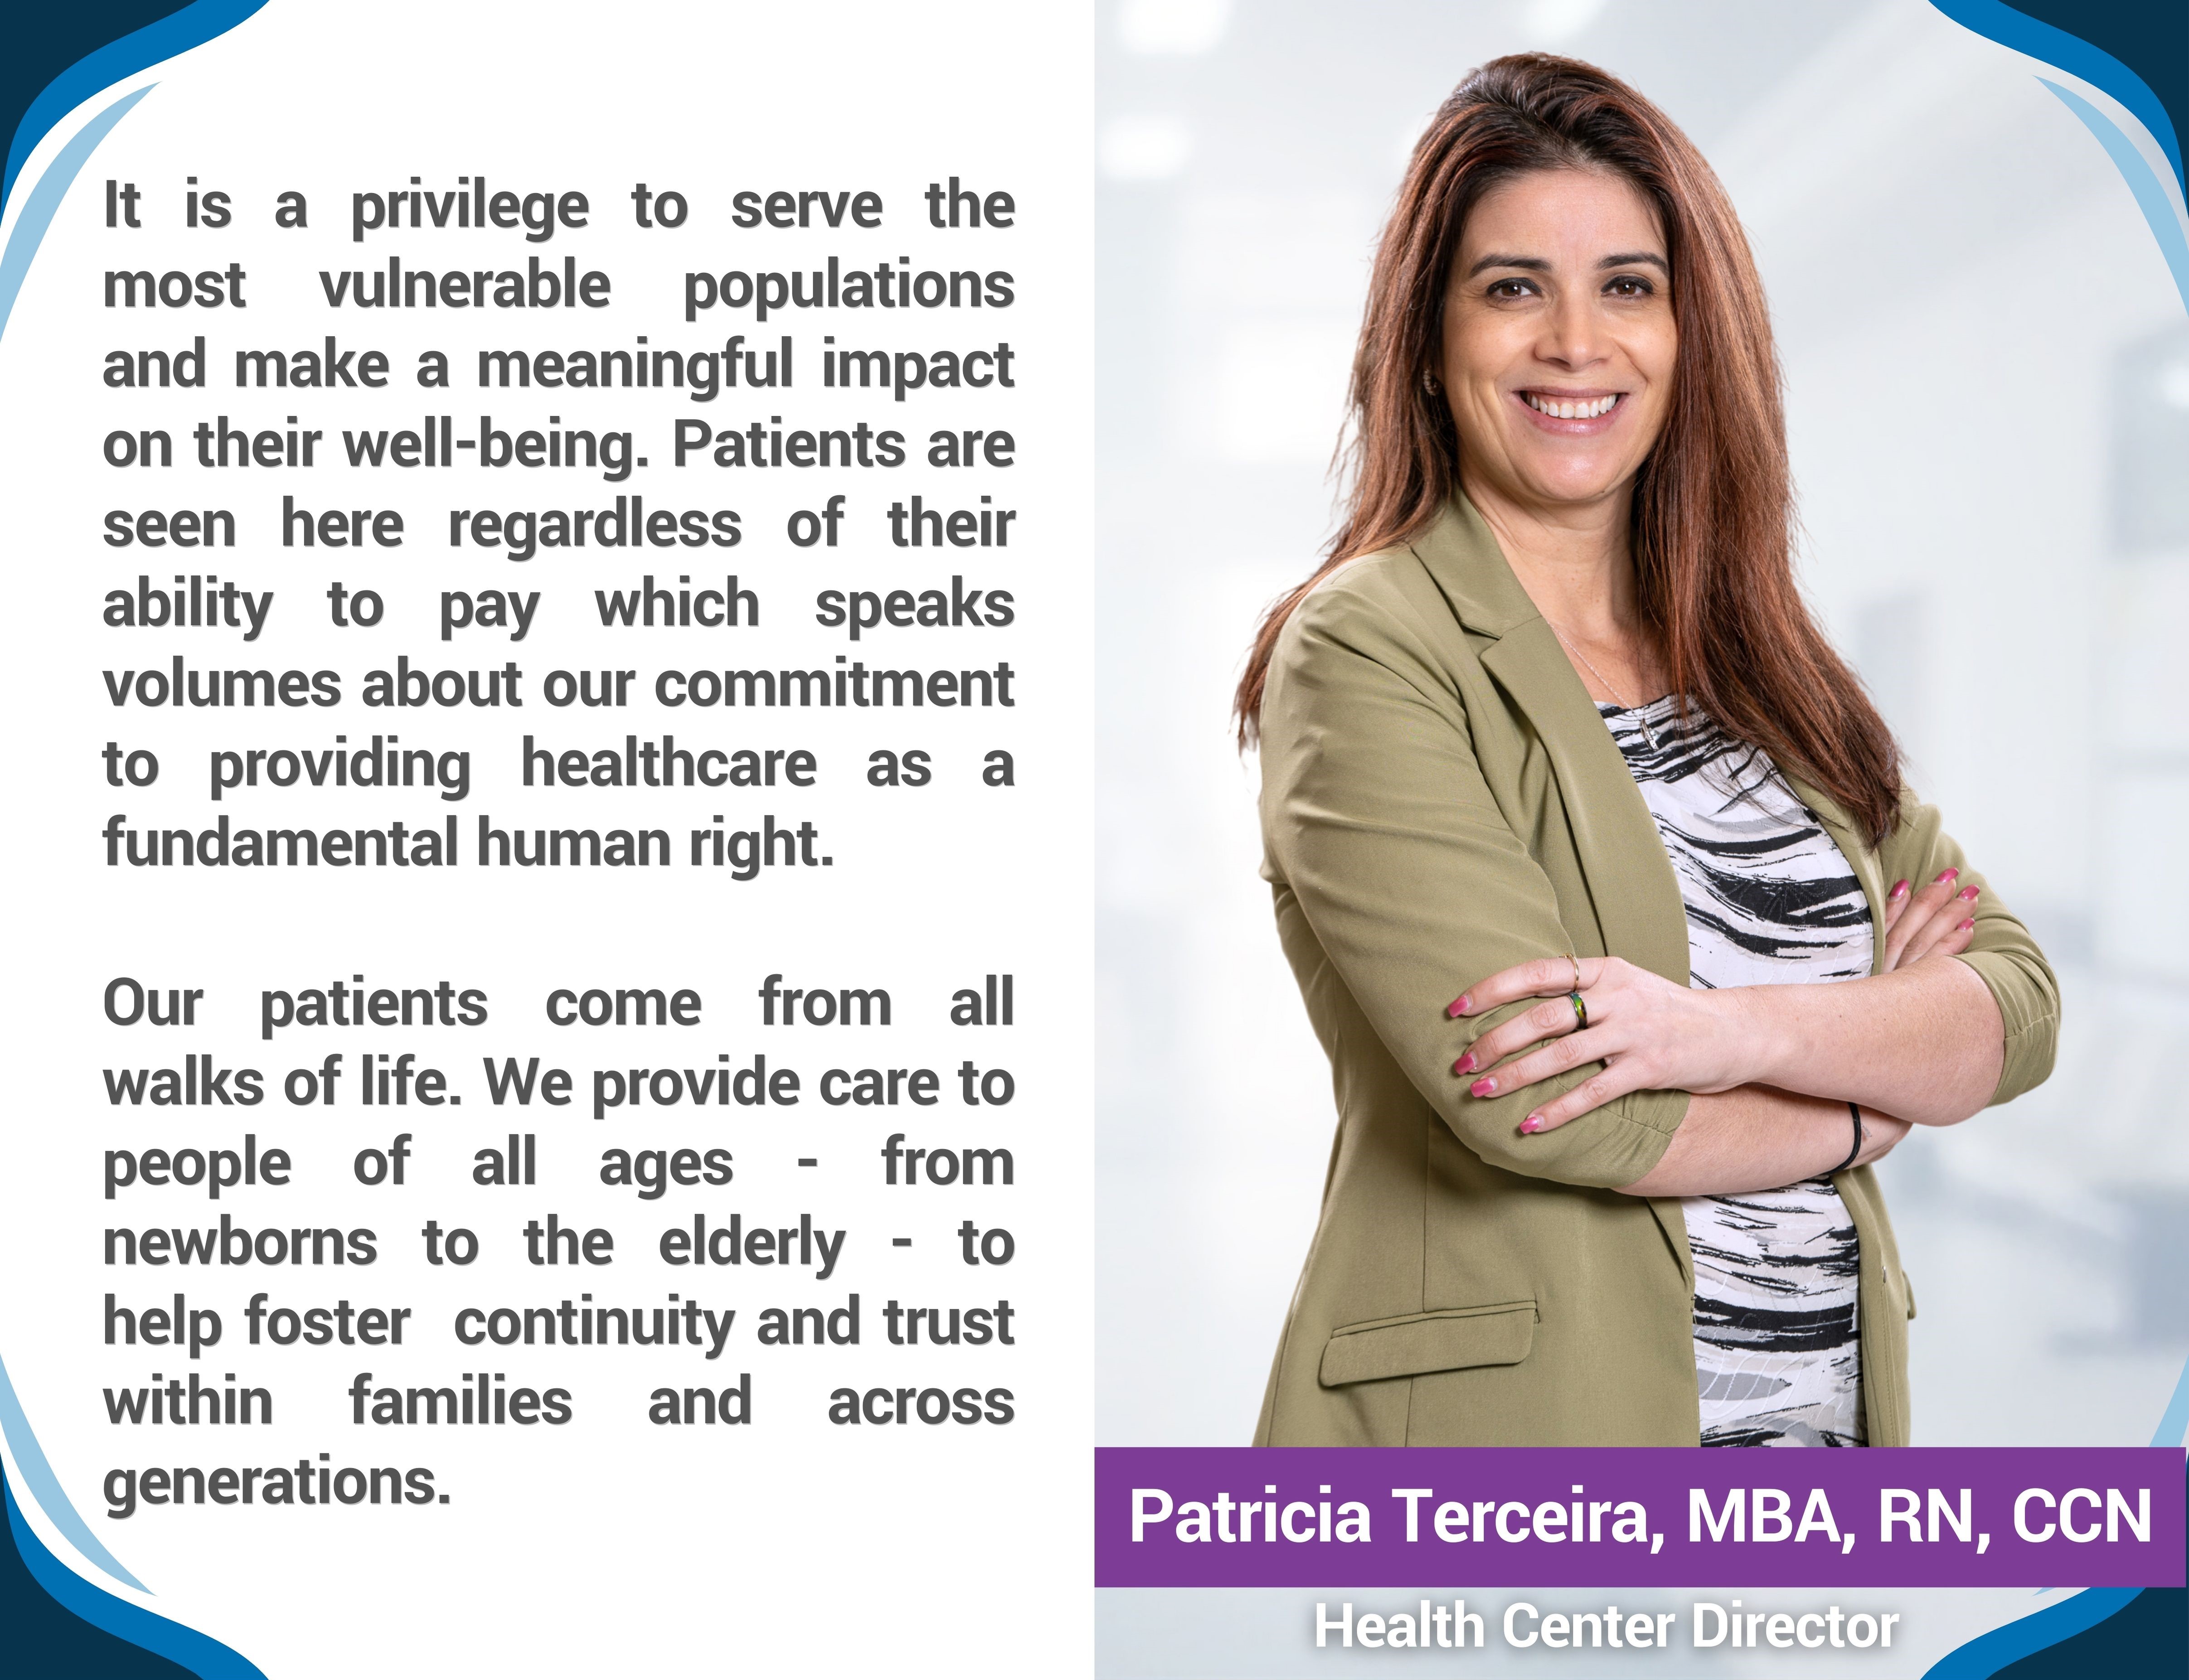 It is a privilege to serve the
most vulnerable populations
and make a meaningful impact
on their well-being. Patients are
seen here regardless of their
ability to pay which speaks
volumes about our commitment
to providing healthcare as a
fundamental human right.
Our patients come from all
walks of life. We provide care to
people of all ages - from
newborns to the elderly - to
help foster continuity and trust
within families and across
generations.
Patricia Terceira, MBA, RN, CCN
Health Center Director